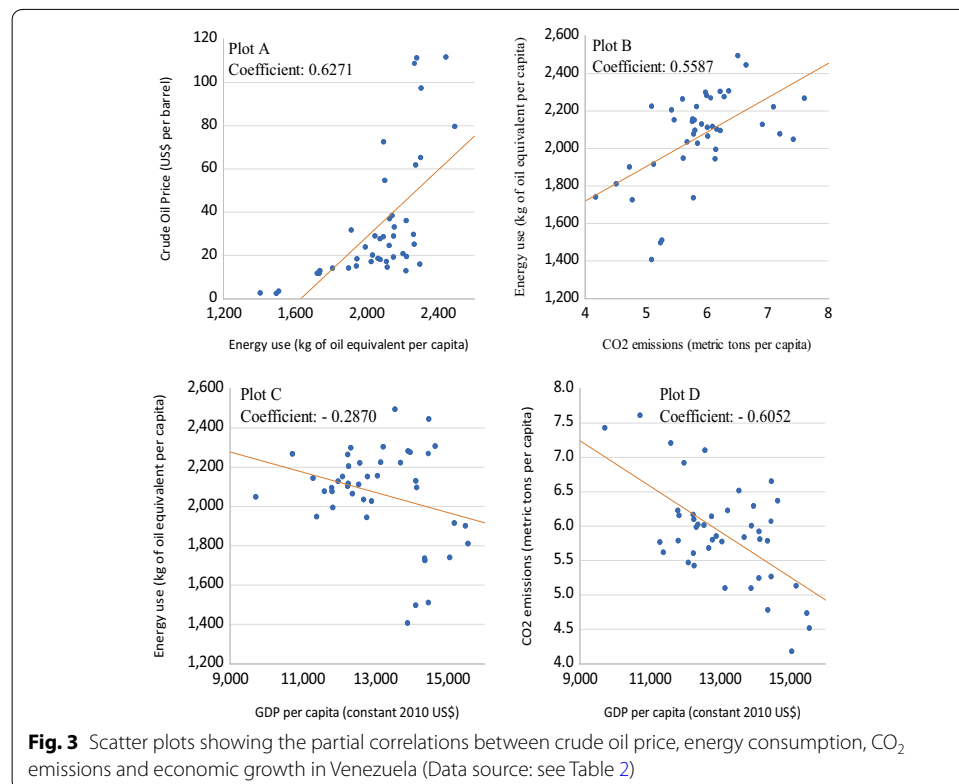 Plot A
Coefficient: 0.6271
Crude Oil Price (US$ per barrel)
120
100
80
60
40
20
0
1,200
1,600
2,000
2,400
Energy use (kg of oil equivalent per capita)
Plot B
Coefficient: 0.5587
Energy use (kg of oil equivalent per capita)
2,600
2,400
2,200
2,000
1,800
1,600
1,400
1,200
4
5
6
7
8
CO2 emissions (metric tons per capita)
Plot C
Coefficient: - 0.2870
Energy use (kg of oil equivalent per capita)
2,600
2,400
2,200
2,000
1,800
1,600
1,400
1,200
9,000
11,000
13,000
15,000
GDP per capita (constant 2010 US$)
Plot D
Coefficient: - 0.6052
CO2 emissions (metric tons per capita)
8.0
7.5
7.0
6.5
6.0
5.5
5.0
4.5
4.0
9,000
11,000
13,000
15,000
GDP per capita (constant 2010 US$)
Fig. 3 Scatter plots showing the partial correlations between crude oil price, energy consumption, CO₂
emissions and economic growth in Venezuela (Data source: see Table 2)